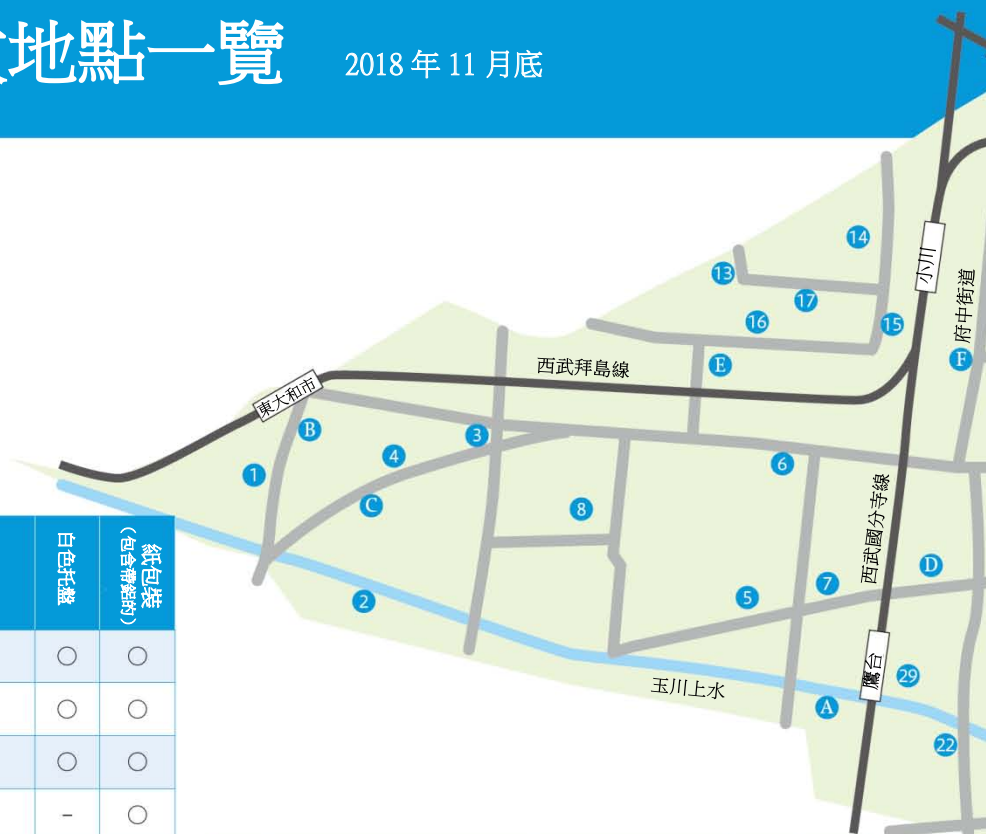 地點一覽
2018 年 11 月底
14
小川
13
17
府中街道
16
15
西武拜島線
E
F
東大和市
B
3
4
6
1
C
西武國分寺線
8
D
7
5
2
鷹台
玉川上水
29
A
22
白色托盤
紙包裝
（包含帶鋁的）
○ ○
○ ○
○ ○
- ○